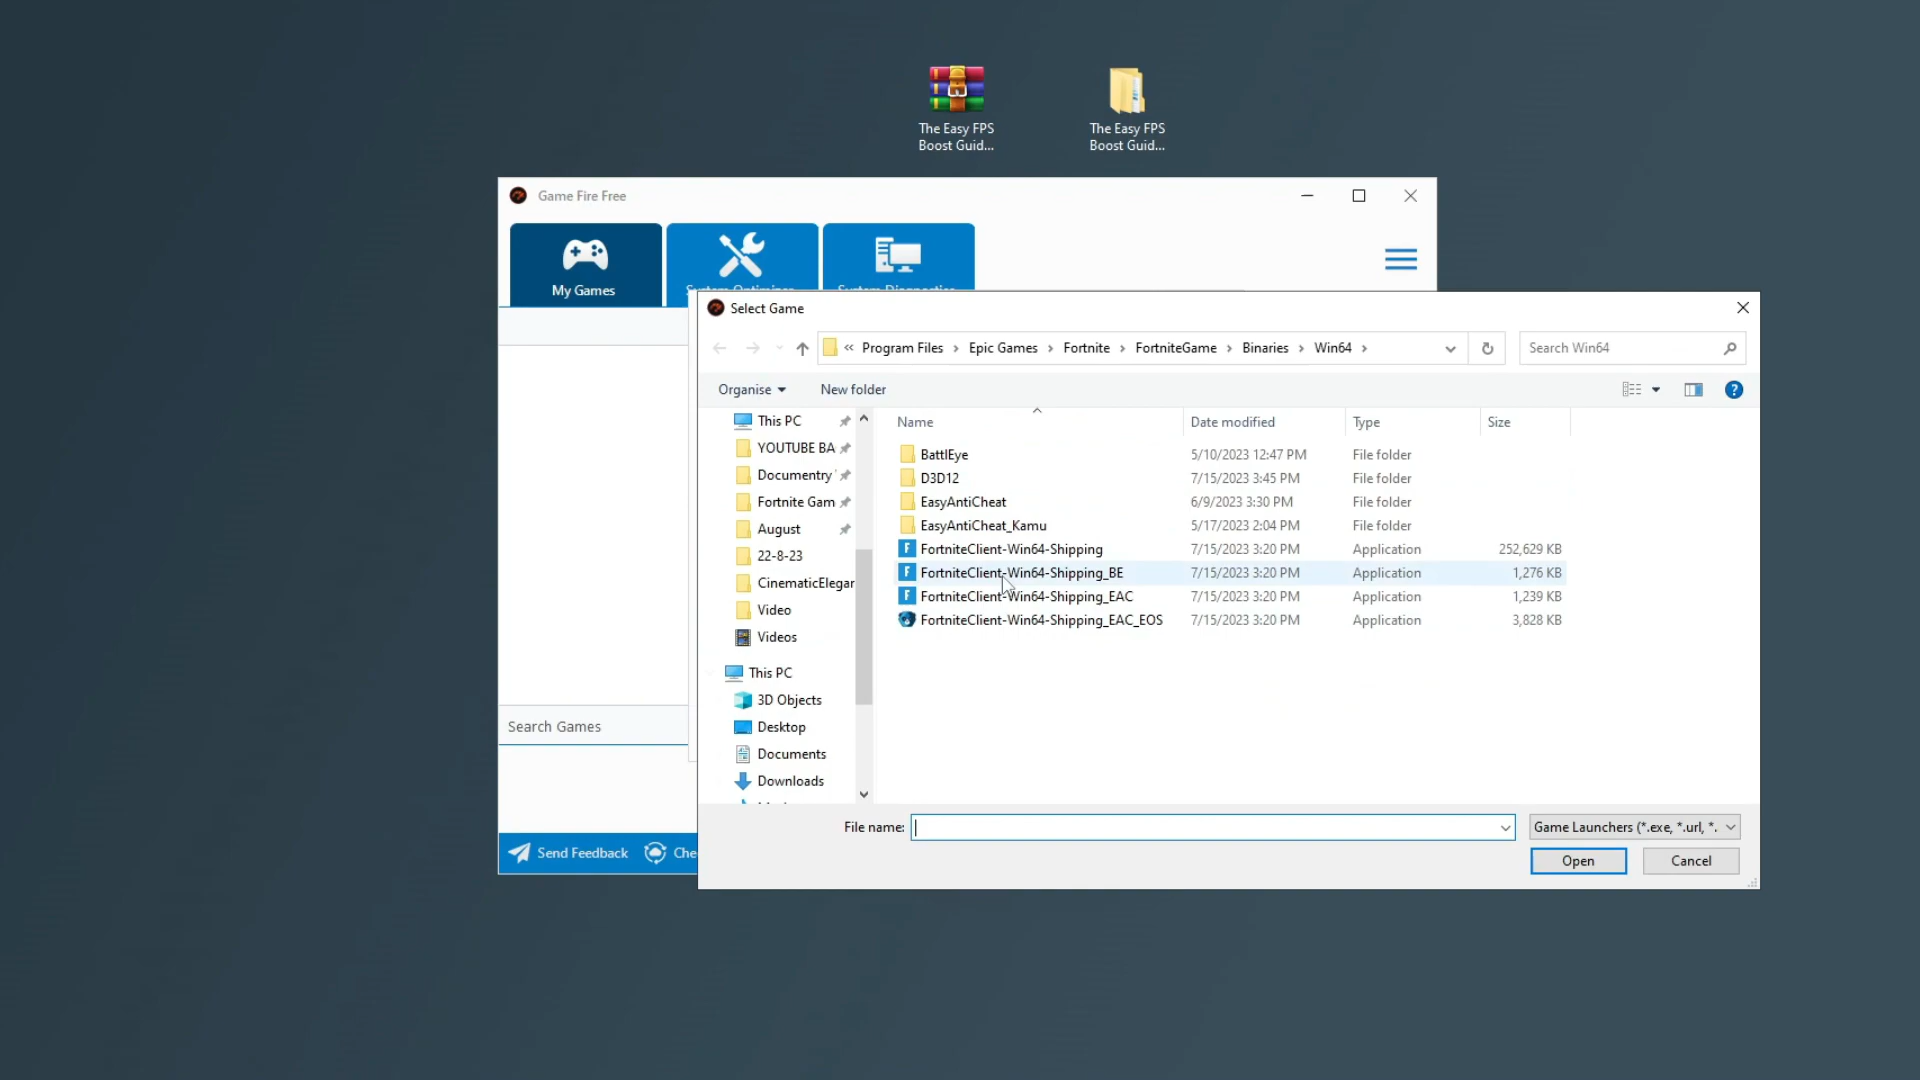 The Easy FPS
Boost Guid...
The Easy FPS
Boost Guid...
Game Fire Free
My Games
System Optimizer
System Diagnostics
Select Game
« Program Files › Epic Games › Fortnite › FortniteGame › Binaries › Win64 ›
Search Win64
Organise
New folder
Name Date modified Type Size
This PC
YOUTUBE BA
Documentry
Fortnite Gam
August
22-8-23
CinematicElegar
Video
Videos
This PC
3D Objects
Desktop
Documents
Downloads
BattlEye 5/10/2023 12:47 PM File folder
D3D12 7/15/2023 3:45 PM File folder
EasyAntiCheat 6/9/2023 3:30 PM File folder
EasyAntiCheat_Kamu 5/17/2023 2:04 PM File folder
FortniteClient-Win64-Shipping 7/15/2023 3:20 PM Application 252,629 KB
FortniteClient-Win64-Shipping_BE 7/15/2023 3:20 PM Application 1,276 KB
FortniteClient-Win64-Shipping_EAC 7/15/2023 3:20 PM Application 1,239 KB
FortniteClient-Win64-Shipping_EAC_EOS 7/15/2023 3:20 PM Application 3,828 KB
Search Games
File name:
Game Launchers (*.exe, *.url, *.
Open
Cancel
Send Feedback
Che